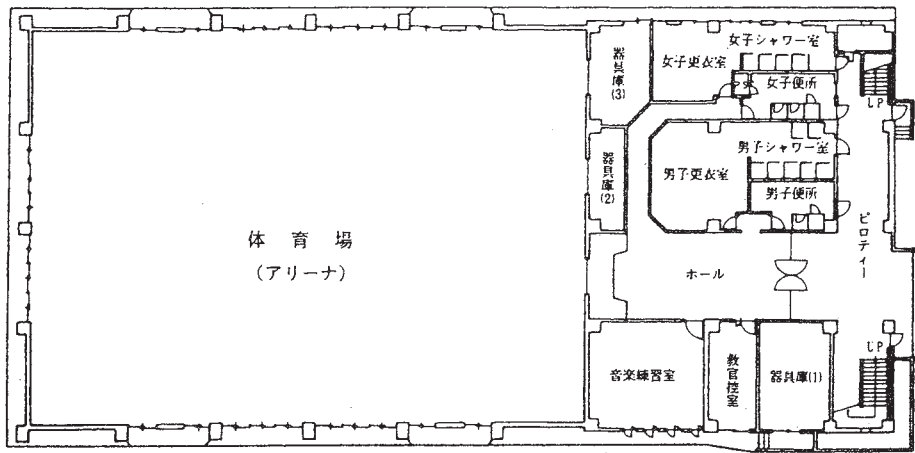 体育場
(アリーナ)
器具庫(3)
器具庫(2)
女子シャワー室
女子更衣室
女子便所
UP
男子シャワー室
男子更衣室
男子便所
ピロティー
ホール
UP
音楽練習室
教官控室
器具庫(1)